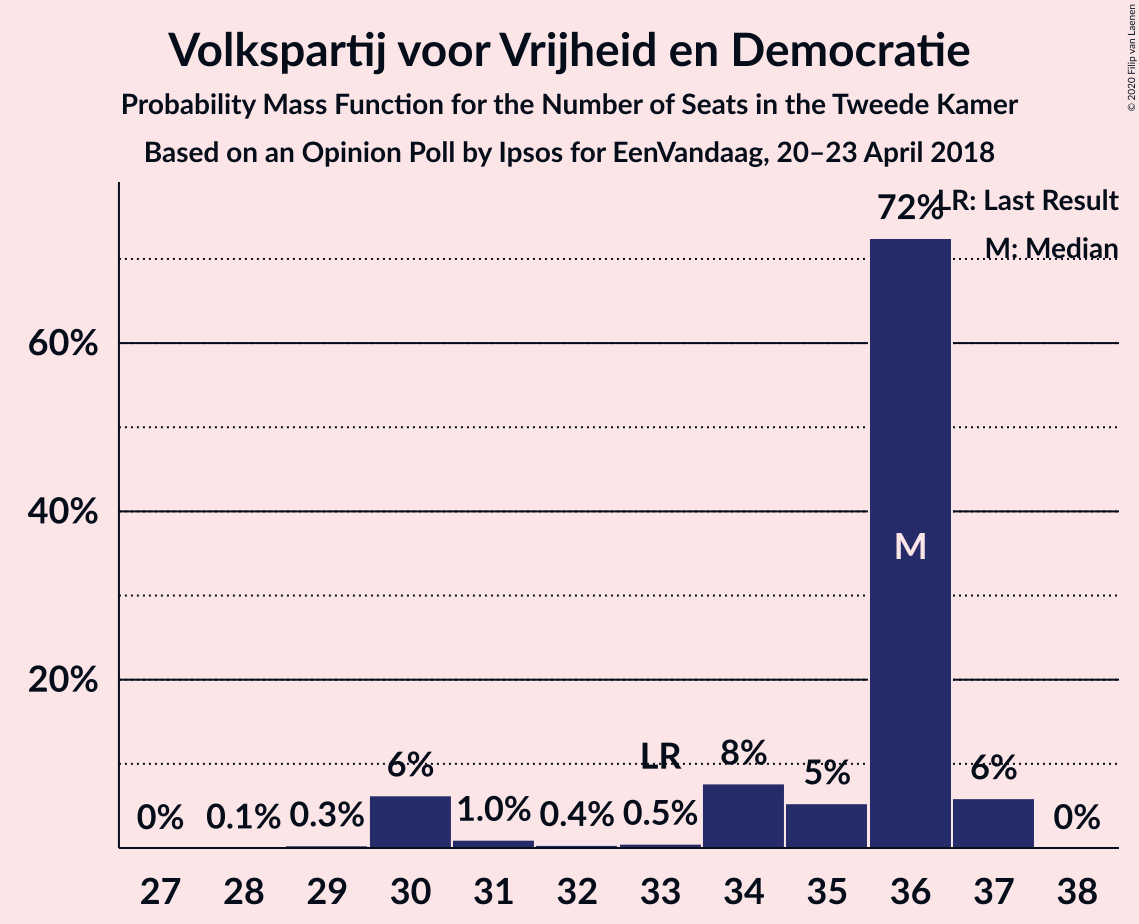 Volkspartij voor Vrijheid en Democratie
Probability Mass Function for the Number of Seats in the Tweede Kamer
Based on an Opinion Poll by Ipsos for EenVandaag, 20–23 April 2018
© 2020 Filip van Laenen
LR: Last Result
M: Median
60%
40%
20%
0% 0.1% 0.3% 6% 1.0% 0.4% 0.5% 8% 5% 72% 6% 0%
LR
M
27 28 29 30 31 32 33 34 35 36 37 38